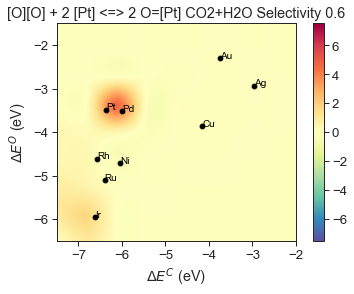 [O][O] + 2 [Pt] <=> 2 O=[Pt] CO2+H2O Selectivity 0.6
ΔE^O (eV)
−2
−3
−4
−5
−6
Au
Ag
Pt
Pd
Cu
Rh
Ni
Ru
Ir
−7
−6
−5
−4
−3
−2
ΔE^C (eV)
6
4
2
0
−2
−4
−6